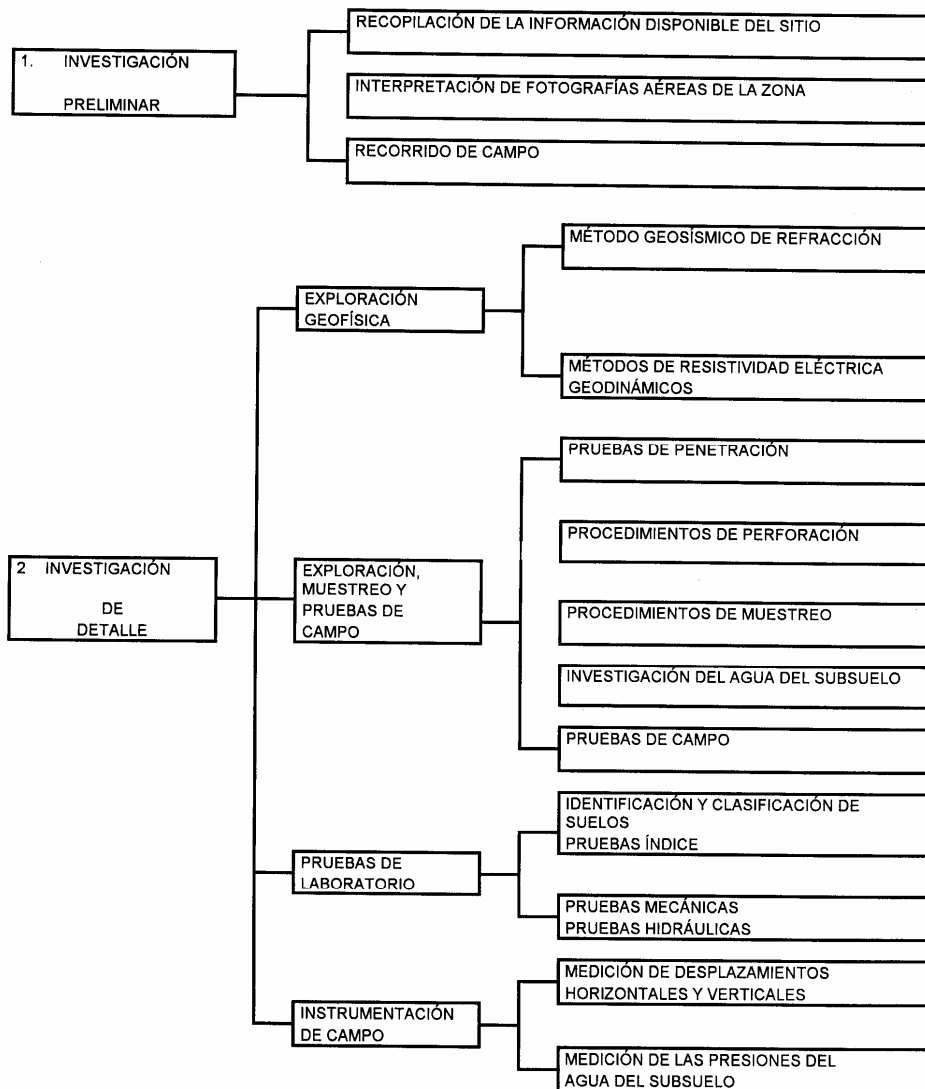 1. INVESTIGACIÓN
PRELIMINAR
RECOPILACIÓN DE LA INFORMACIÓN DISPONIBLE DEL SITIO
INTERPRETACIÓN DE FOTOGRAFÍAS AÉREAS DE LA ZONA
RECORRIDO DE CAMPO
2 INVESTIGACIÓN
DE
DETALLE
EXPLORACIÓN
GEOFÍSICA
MÉTODO GEOSÍSMICO DE REFRACCIÓN
MÉTODOS DE RESISTIVIDAD ELÉCTRICA
GEODINÁMICOS
EXPLORACIÓN,
MUESTREO Y
PRUEBAS DE
CAMPO
PRUEBAS DE PENETRACIÓN
PROCEDIMIENTOS DE PERFORACIÓN
PROCEDIMIENTOS DE MUESTREO
INVESTIGACIÓN DEL AGUA DEL SUBSUELO
PRUEBAS DE CAMPO
PRUEBAS DE
LABORATORIO
IDENTIFICACIÓN Y CLASIFICACIÓN DE
SUELOS
PRUEBAS ÍNDICE
PRUEBAS MECÁNICAS
PRUEBAS HIDRÁULICAS
INSTRUMENTACIÓN
DE CAMPO
MEDICIÓN DE DESPLAZAMIENTOS
HORIZONTALES Y VERTICALES
MEDICIÓN DE LAS PRESIONES DEL
AGUA DEL SUBSUELO